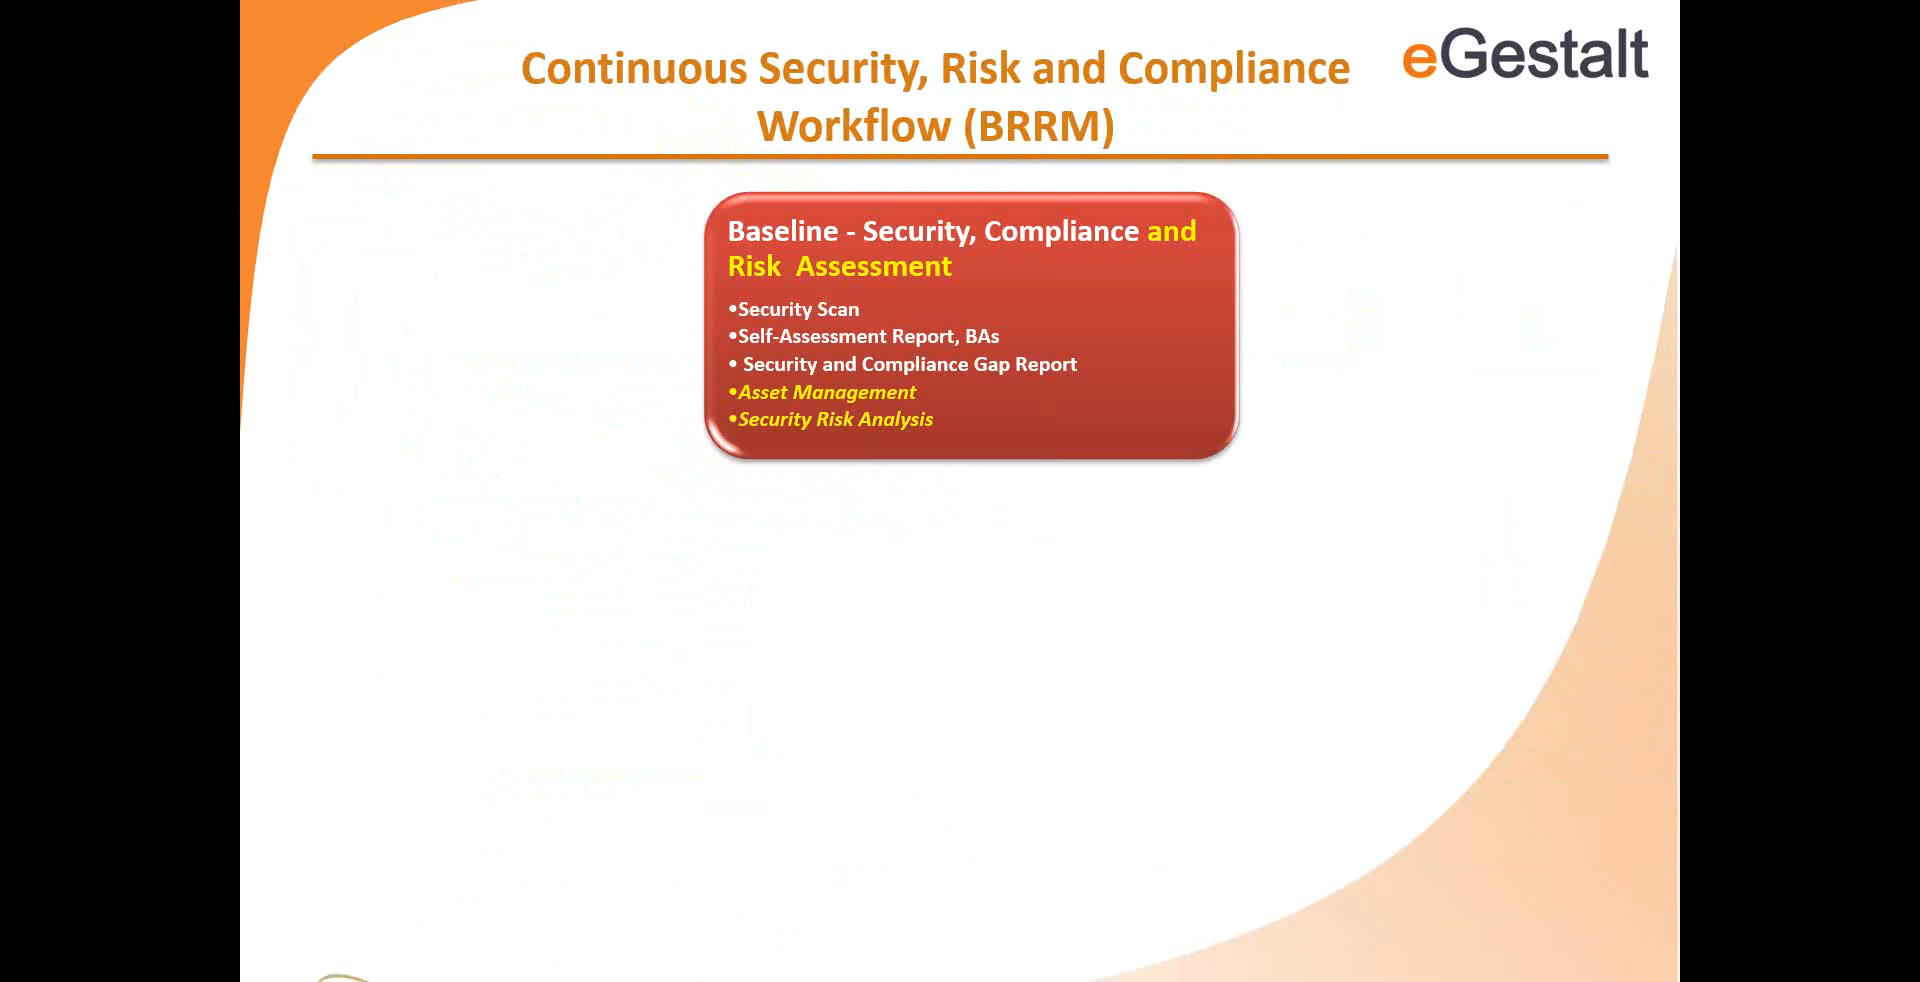 Continuous Security, Risk and Compliance
Workflow (BRRM)
eGestalt
Baseline - Security, Compliance and
Risk  Assessment
•Security Scan
•Self-Assessment Report, BAs
• Security and Compliance Gap Report
•Asset Management
•Security Risk Analysis